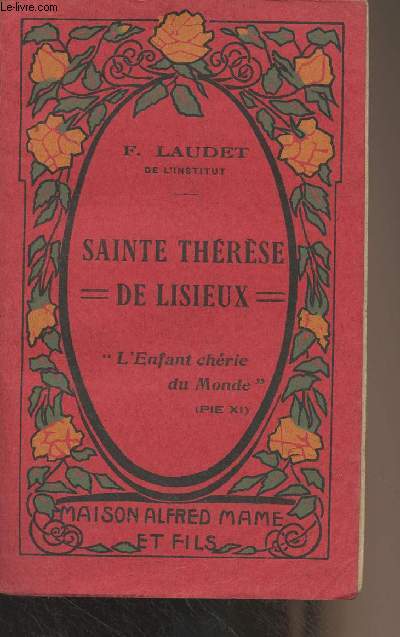 Le-livre.com
F. LAUDET
DE L'INSTITUT
SAINTE THÉRÈSE
DE LISIEUX
"L'Enfant chérie
du Monde"
(PIE XI)
MAISON ALFRED MAME
ET FILS